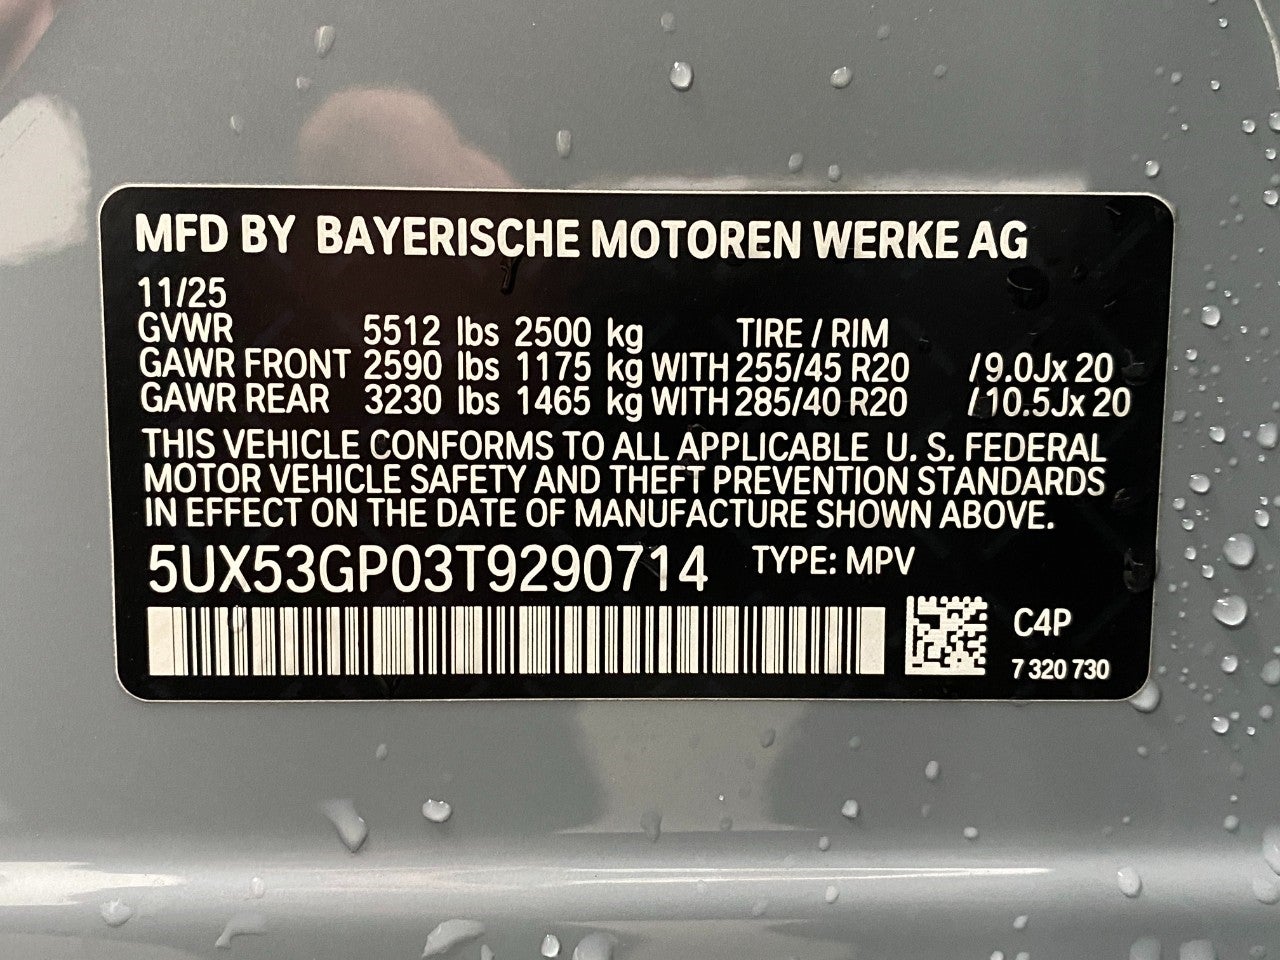 MFD BY BAYERISCHE MOTOREN WERKE AG
11/25
GVWR 5512 lbs 2500 kg TIRE / RIM
GAWR FRONT 2590 lbs 1175 kg WITH 255/45 R20 /9.0Jx 20
GAWR REAR 3230 lbs 1465 kg WITH 285/40 R20 /10.5Jx 20
THIS VEHICLE CONFORMS TO ALL APPLICABLE U. S. FEDERAL
MOTOR VEHICLE SAFETY AND THEFT PREVENTION STANDARDS
IN EFFECT ON THE DATE OF MANUFACTURE SHOWN ABOVE.
5UX53GP03T9290714 TYPE: MPV
C4P
7 320 730